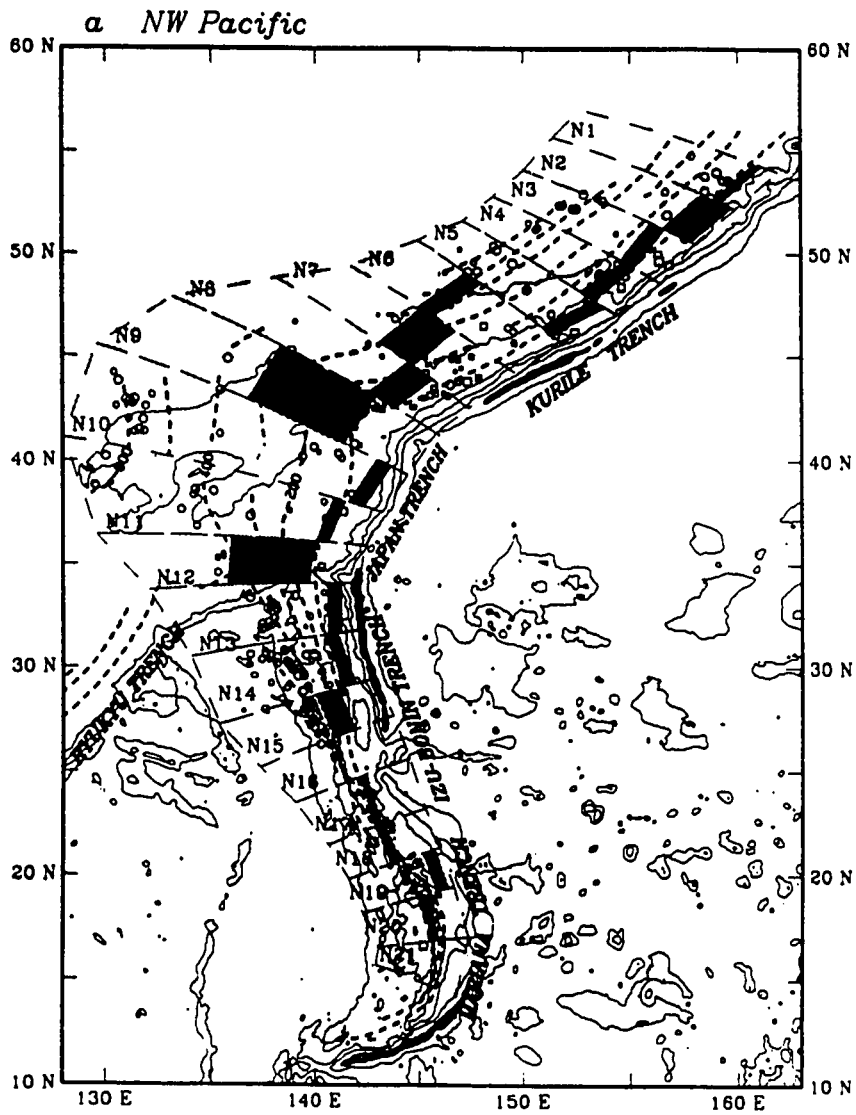 a NW Pacific
60 N
60 N
N1
N2
N3
N4
N5
50 N
50 N
N6
N7
N8
N9
KURILE TRENCH
N10
40 N
40 N
400
200
JAPAN TRENCH
N11
N12
N13
30 N
30 N
RYUKYU TRENCH
N14
IZU-BONIN TRENCH
N15
N16
20 N
20 N
N19
MARIANA TRENCH
N21
10 N
10 N
130 E
140 E
150 E
160 E